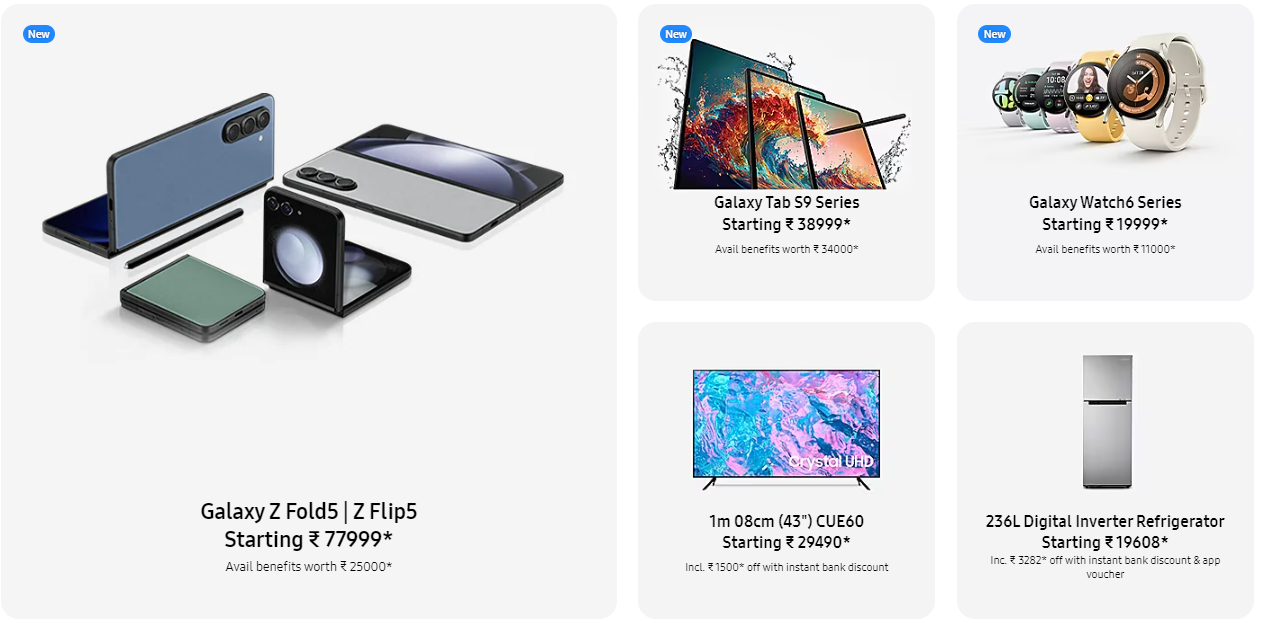 New
Galaxy Z Fold5 | Z Flip5
Starting ₹ 77999*
Avail benefits worth ₹ 25000*
New
Galaxy Tab S9 Series
Starting ₹ 38999*
Avail benefits worth ₹ 34000*
New
10:08
Galaxy Watch6 Series
Starting ₹ 19999*
Avail benefits worth ₹ 11000*
Crystal UHD
1m 08cm (43") CUE60
Starting ₹ 29490*
Incl. ₹ 1500* off with instant bank discount
236L Digital Inverter Refrigerator
Starting ₹ 19608*
Inc. ₹ 3282* off with instant bank discount & app
voucher